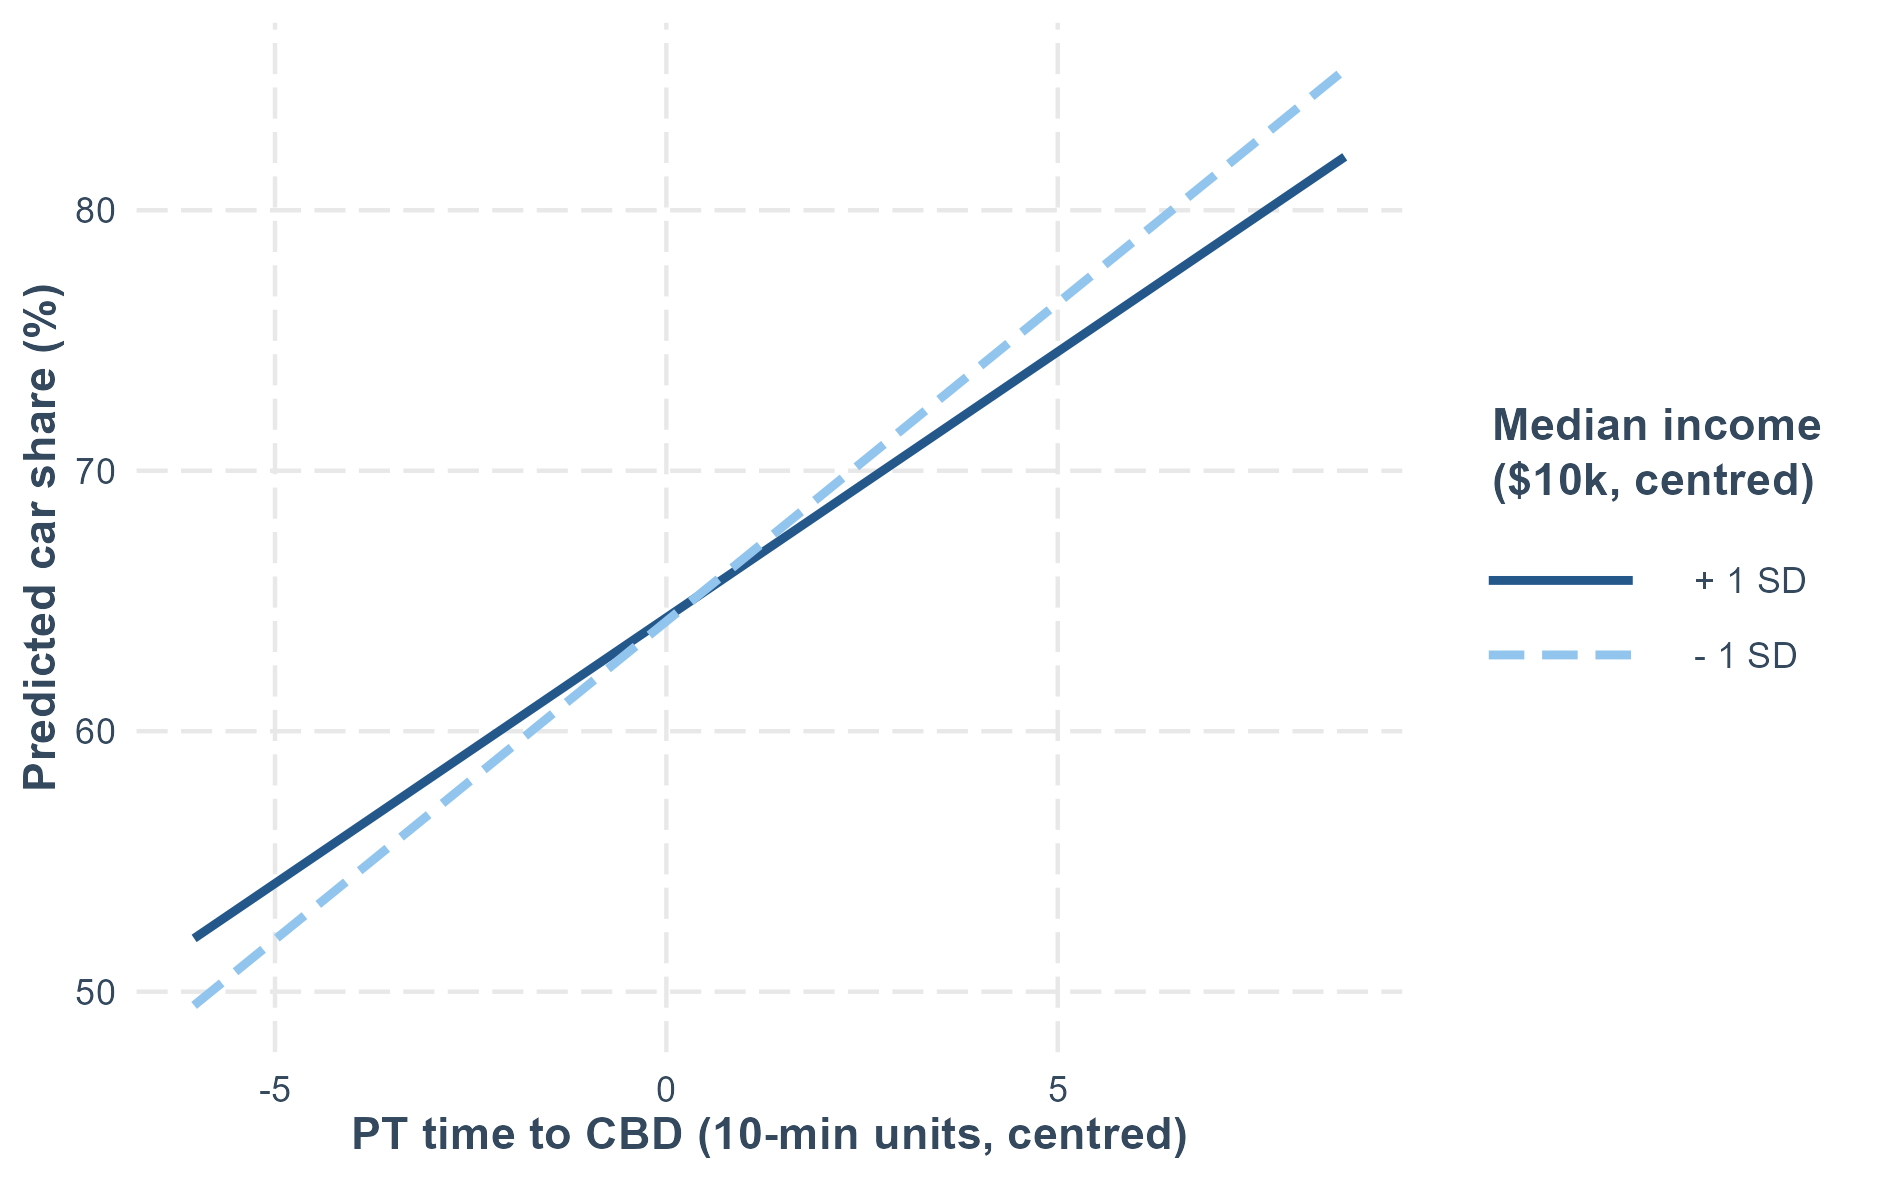 Predicted car share (%)
80
70
60
50
-5
0
5
PT time to CBD (10-min units, centred)
Median income
($10k, centred)
+ 1 SD
- 1 SD